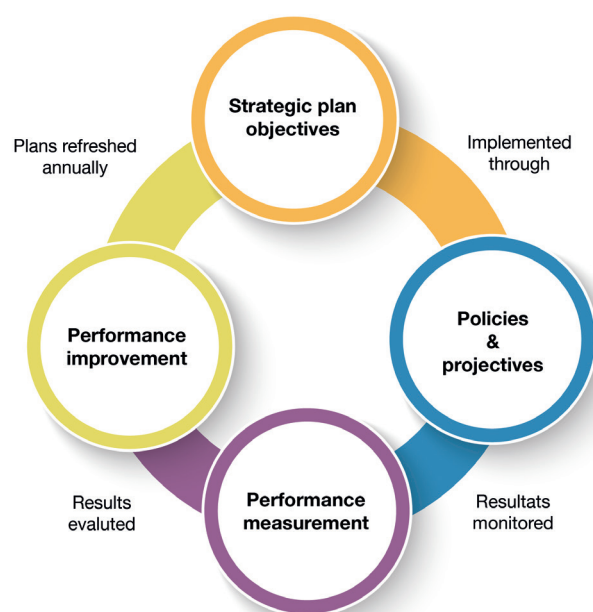 Strategic plan
objectives
Plans refreshed
annually
Implemented
through
Performance
improvement
Policies
&
projectives
Results
evaluted
Performance
measurement
Resultats
monitored